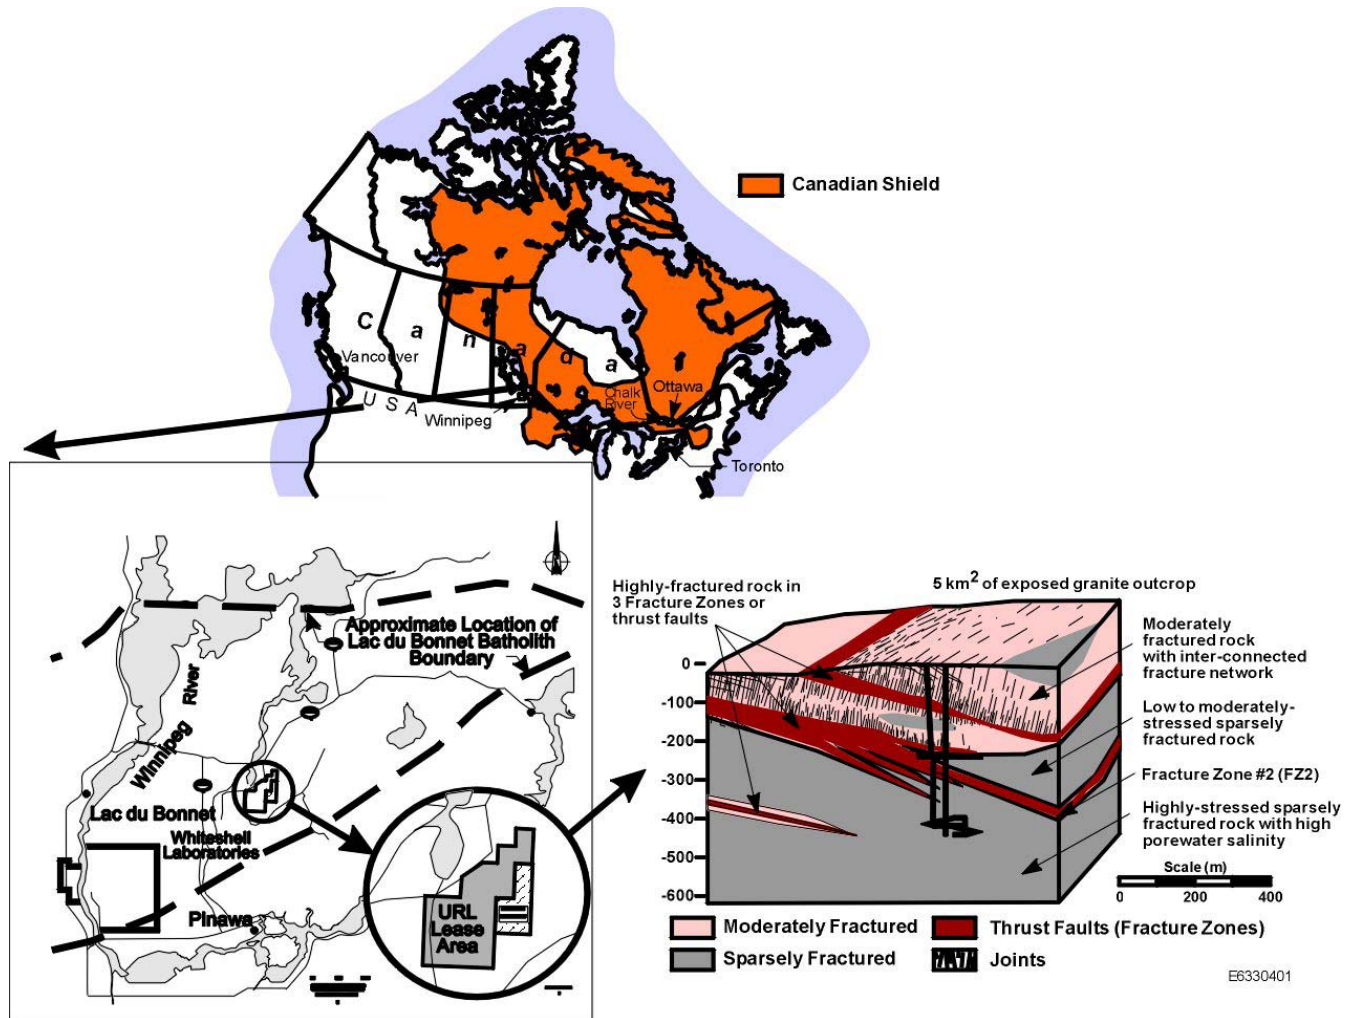 Canadian Shield
Canada
Vancouver
USA
Winnipeg
Chalk
River
Ottawa
Toronto
Approximate Location of
Lac du Bonnet Batholith
Boundary
Winnipeg River
Lac du Bonnet
Whiteshell
Laboratories
Pinawa
URL
Lease
Area
Highly-fractured rock in
3 Fracture Zones or
thrust faults
5 km² of exposed granite outcrop
Moderately
fractured rock
with inter-connected
fracture network
Low to moderately-
stressed sparsely
fractured rock
Fracture Zone #2 (FZ2)
Highly-stressed sparsely
fractured rock with high
porewater salinity
0
-100
-200
-300
-400
-500
-600
Scale (m)
0 200 400
Moderately Fractured
Thrust Faults (Fracture Zones)
Sparsely Fractured
Joints
E6330401